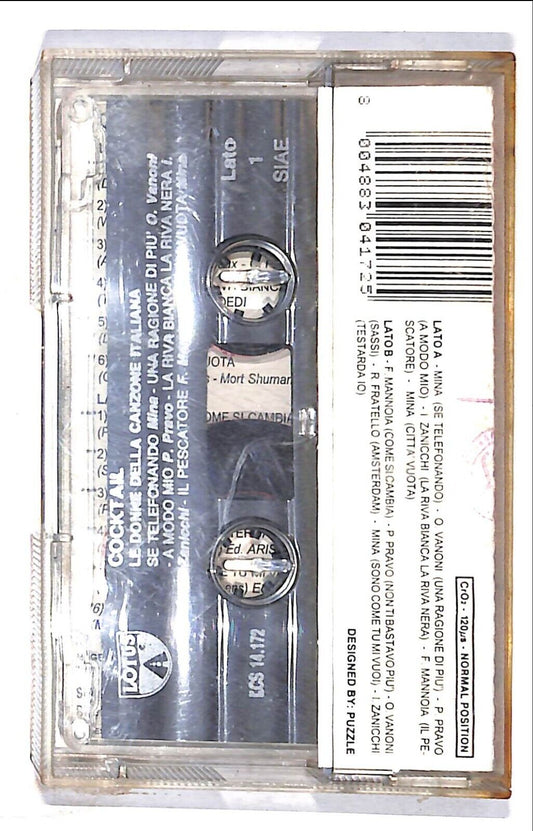 COCKTAIL
LE DONNE DELLA CANZONE ITALIANA
SE TELEFONANDO Mina - UNA RAGIONE DI PIU' O. Vanoni
A MODO MIO P. Pravo - LA RIVA BIANCA LA RIVA NERA I.
Zanicchi - IL PESCATORE F.
Lato
1
SIAE
ECS 14.172
LOTUS
UOTA
- Mort Shuman
OME SI CAMBIA
Ed. ARIS
8
004883 041725
CrO2 - 120µs - NORMAL POSITION
LATO A - MINA (SE TELEFONANDO) - O. VANONI (UNA RAGIONE DI PIU') - P. PRAVO
(A MODO MIO) - I. ZANICCHI (LA RIVA BIANCA LA RIVA NERA) - F. MANNOIA (IL PE-
SCATORE) - MINA (CITTA' VUOTA)
LATO B - F. MANNOIA (COME SI CAMBIA) - P. PRAVO (NON TI BASTAVO PIU') - O. VANONI
(SASSI) - R. FRATELLO (AMSTERDAM) - MINA (SONO COME TU MI VUOI) - I. ZANICCHI
(TESTARDA IO)
DESIGNED BY: PUZZLE